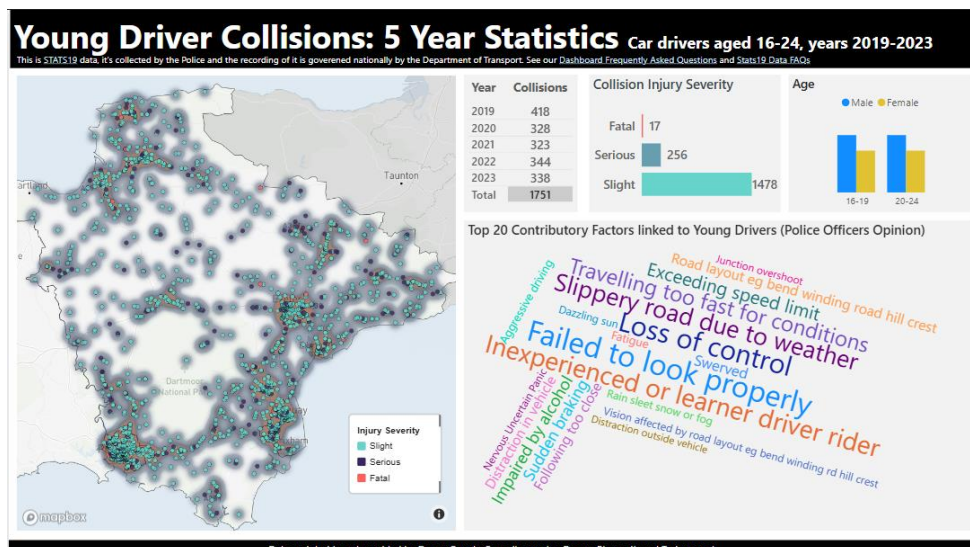 Young Driver Collisions: 5 Year Statistics Car drivers aged 16-24, years 2019-2023
This is STATS19 data, it's collected by the Police and the recording of it is goverened nationally by the Department of Transport. See our Dashboard Frequently Asked Questions and Stats19 Data FAQs
Taunton
Dartmoor
National
Injury Severity
Slight
Serious
Fatal
mapbox
Year Collisions
2019 418
2020 328
2021 323
2022 344
2023 338
Total 1751
Collision Injury Severity
Fatal 17
Serious 256
Slight 1478
Age
Male Female
16-19 20-24
Top 20 Contributory Factors linked to Young Drivers (Police Officers Opinion)
Junction overshoot
Road layout eg bend winding road hill crest
Exceeding speed limit
Travelling too fast for conditions
Slippery road due to weather
Aggressive driving
Dazzling sun
Loss of control
Fatigue
Failed to look properly
Swerved
Inexperienced or learner driver rider
Nervous Uncertain Panic
Distraction in vehicle
Impaired by alcohol
Sudden braking
Following too close
Rain sleet snow or fog
Vision affected by road layout eg bend winding rd hill crest
Distraction outside vehicle